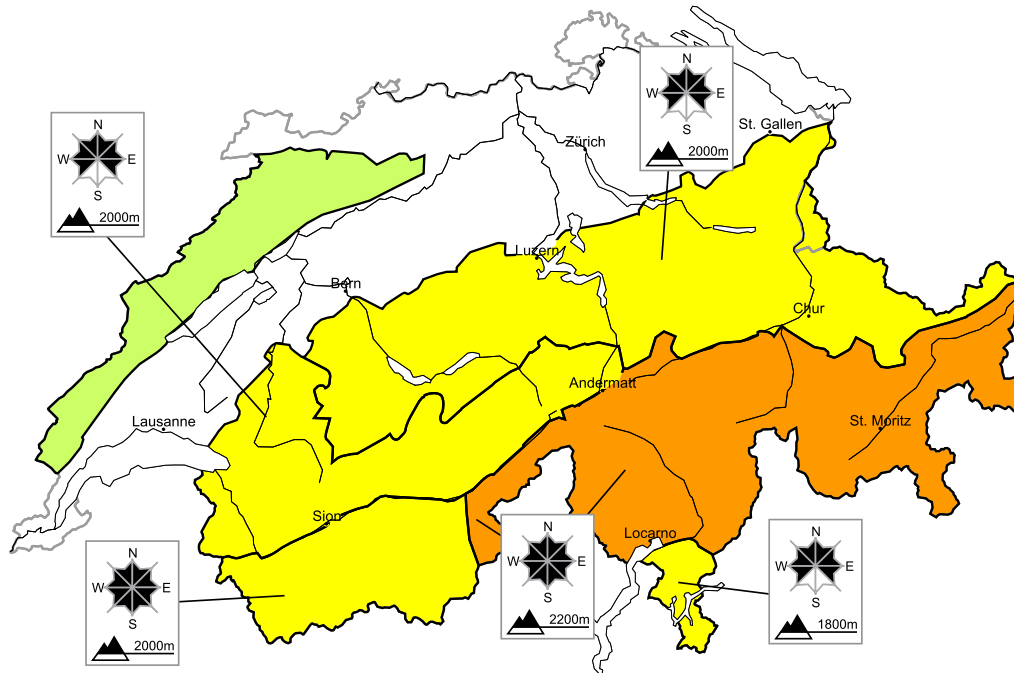 N
W E
S
2000m
St. Gallen
Zürich
N
W E
S
2000m
Luzern
Bern
Chur
Andermatt
Lausanne
St. Moritz
Sion
Locarno
N
W E
S
2200m
N
W E
S
1800m
N
W E
S
2000m